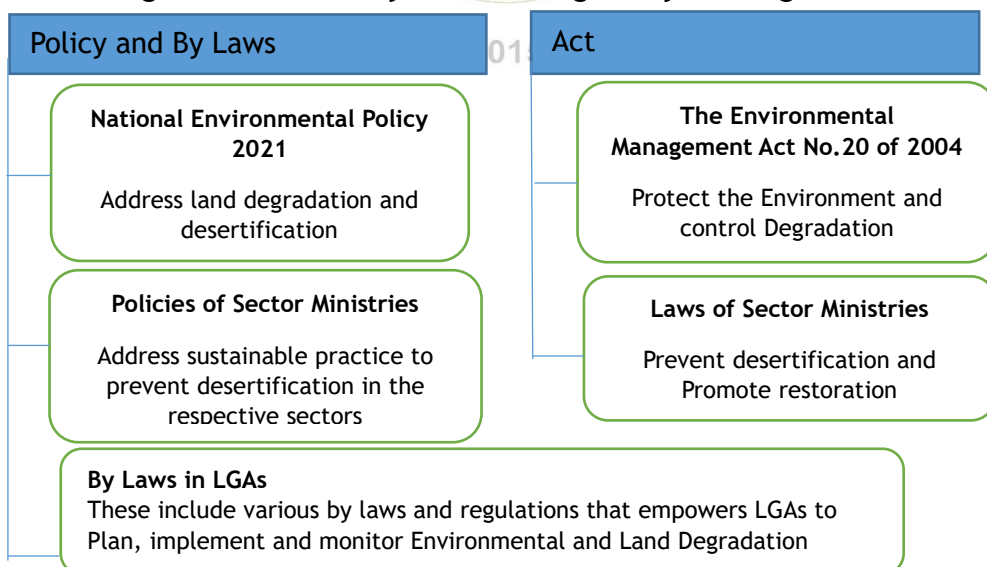 Policy and By Laws
National Environmental Policy
2021
Address land degradation and
desertification
Policies of Sector Ministries
Address sustainable practice to
prevent desertification in the
respective sectors
By Laws in LGAs
These include various by laws and regulations that empowers LGAs to
Plan, implement and monitor Environmental and Land Degradation
Act
The Environmental
Management Act No.20 of 2004
Protect the Environment and
control Degradation
Laws of Sector Ministries
Prevent desertification and
Promote restoration